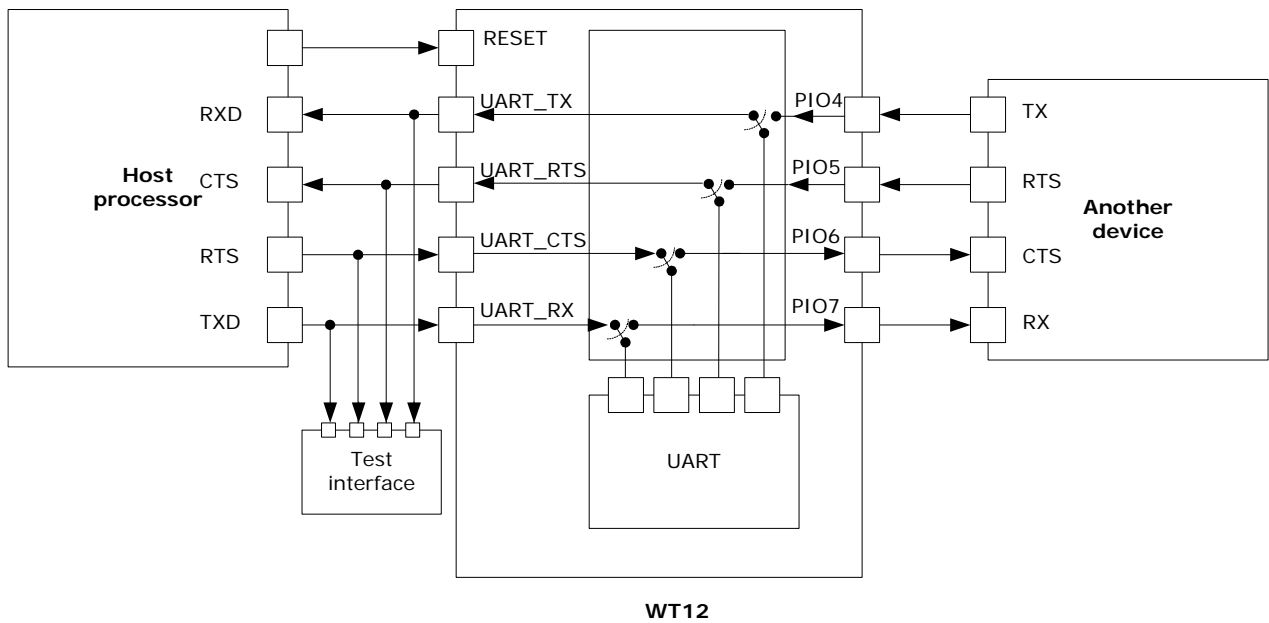 RESET
RXD
UART_TX
PIO4
TX
Host
processor
CTS
UART_RTS
PIO5
RTS
Another
device
RTS
UART_CTS
PIO6
CTS
TXD
UART_RX
PIO7
RX
Test
interface
UART
WT12